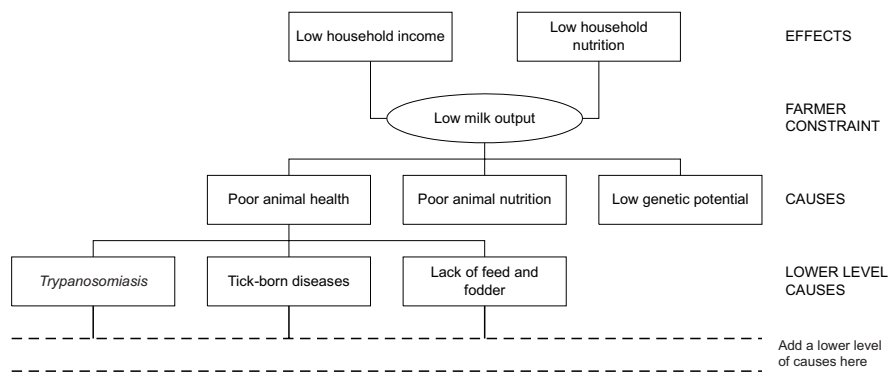 Low household income
Low household
nutrition
EFFECTS
Low milk output
FARMER
CONSTRAINT
Poor animal health
Poor animal nutrition
Low genetic potential
CAUSES
Trypanosomiasis
Tick-born diseases
Lack of feed and
fodder
LOWER LEVEL
CAUSES
Add a lower level
of causes here